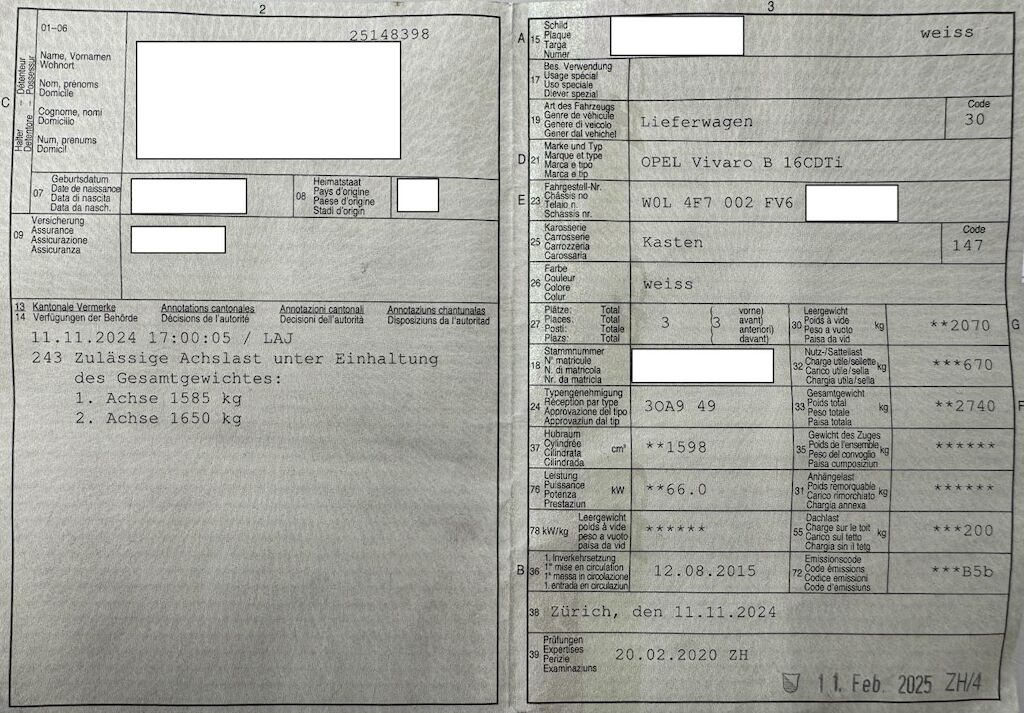 2
01–06
25148398
C
Halter – Détenteur
Detentore – Possessur
Name, Vornamen
Wohnort
Nom, prénoms
Domicile
Cognome, nomi
Domicilio
Num, prenums
Domicil
07
Geburtsdatum
Date de naissance
Data di nascita
Data da nasch.
08
Heimatstaat
Pays d'origine
Paese d'origine
Stadi d'origin
09
Versicherung
Assurance
Assicurazione
Assicuranza
13 Kantonale Vermerke Annotations cantonales Annotazioni cantonali Annotaziuns chantunalas
14 Verfügungen der Behörde Décisions de l'autorité Decisioni dell'autorità Disposiziuns da l'autoritad
11.11.2024 17:00:05 / LAJ
243 Zulässige Achslast unter Einhaltung
des Gesamtgewichtes:
1. Achse 1585 kg
2. Achse 1650 kg
3
A 15
Schild
Plaque
Targa
Numer
weiss
17
Bes. Verwendung
Usage spécial
Uso speciale
Diever spezial
19
Art des Fahrzeugs
Genre de véhicule
Genere di veicolo
Gener dal vehichel
Lieferwagen
Code
30
D 21
Marke und Typ
Marque et type
Marca e tipo
Marca e tip
OPEL Vivaro B 16CDTi
E 23
Fahrgestell-Nr.
Châssis no
Telaio n.
Schassis nr.
W0L 4F7 002 FV6
25
Karosserie
Carrosserie
Carrozzeria
Carossaria
Kasten
Code
147
26
Farbe
Couleur
Colore
Colur
weiss
27
Plätze: Total
Places: Total
Posti: Totale
Plazs: Total
3
(3
vorne)
avant)
anteriori)
davant)
30
Leergewicht
Poids à vide
Peso a vuoto
Paisa da vid
kg
**2070
G
18
Stammnummer
N° matricule
N. di matricola
Nr. da matricla
32
Nutz-/Sattellast
Charge utile/sellette
Carico utile/sella
Chargia utila/sella
kg
***670
24
Typengenehmigung
Réception par type
Approvazione del tipo
Approvaziun dal tip
3OA9 49
33
Gesamtgewicht
Poids total
Peso totale
Paisa totala
kg
**2740
F
37
Hubraum
Cylindrée
Cilindrata
Cilindrada
cm³
**1598
35
Gewicht des Zuges
Poids de l'ensemble
Peso del convoglio
Paisa cumposiziun
kg
******
76
Leistung
Puissance
Potenza
Prestaziun
kW
**66.0
31
Anhängelast
Poids remorquable
Carico rimorchiato
Chargia annexa
kg
******
78 kW/kg
Leergewicht
poids à vide
peso a vuoto
paisa da vid
******
55
Dachlast
Charge sur le toit
Carico sul tetto
Chargia sin il tetg
kg
***200
B 36
1. Inverkehrsetzung
1re mise en circulation
1a messa in circolazione
1. entrada en circulaziun
12.08.2015
72
Emissionscode
Code émissions
Codice emissioni
Code d'emissiuns
***B5b
38
Zürich, den 11.11.2024
39
Prüfungen
Expertises
Perizie
Examinaziuns
20.02.2020 ZH
11. Feb. 2025 ZH/4